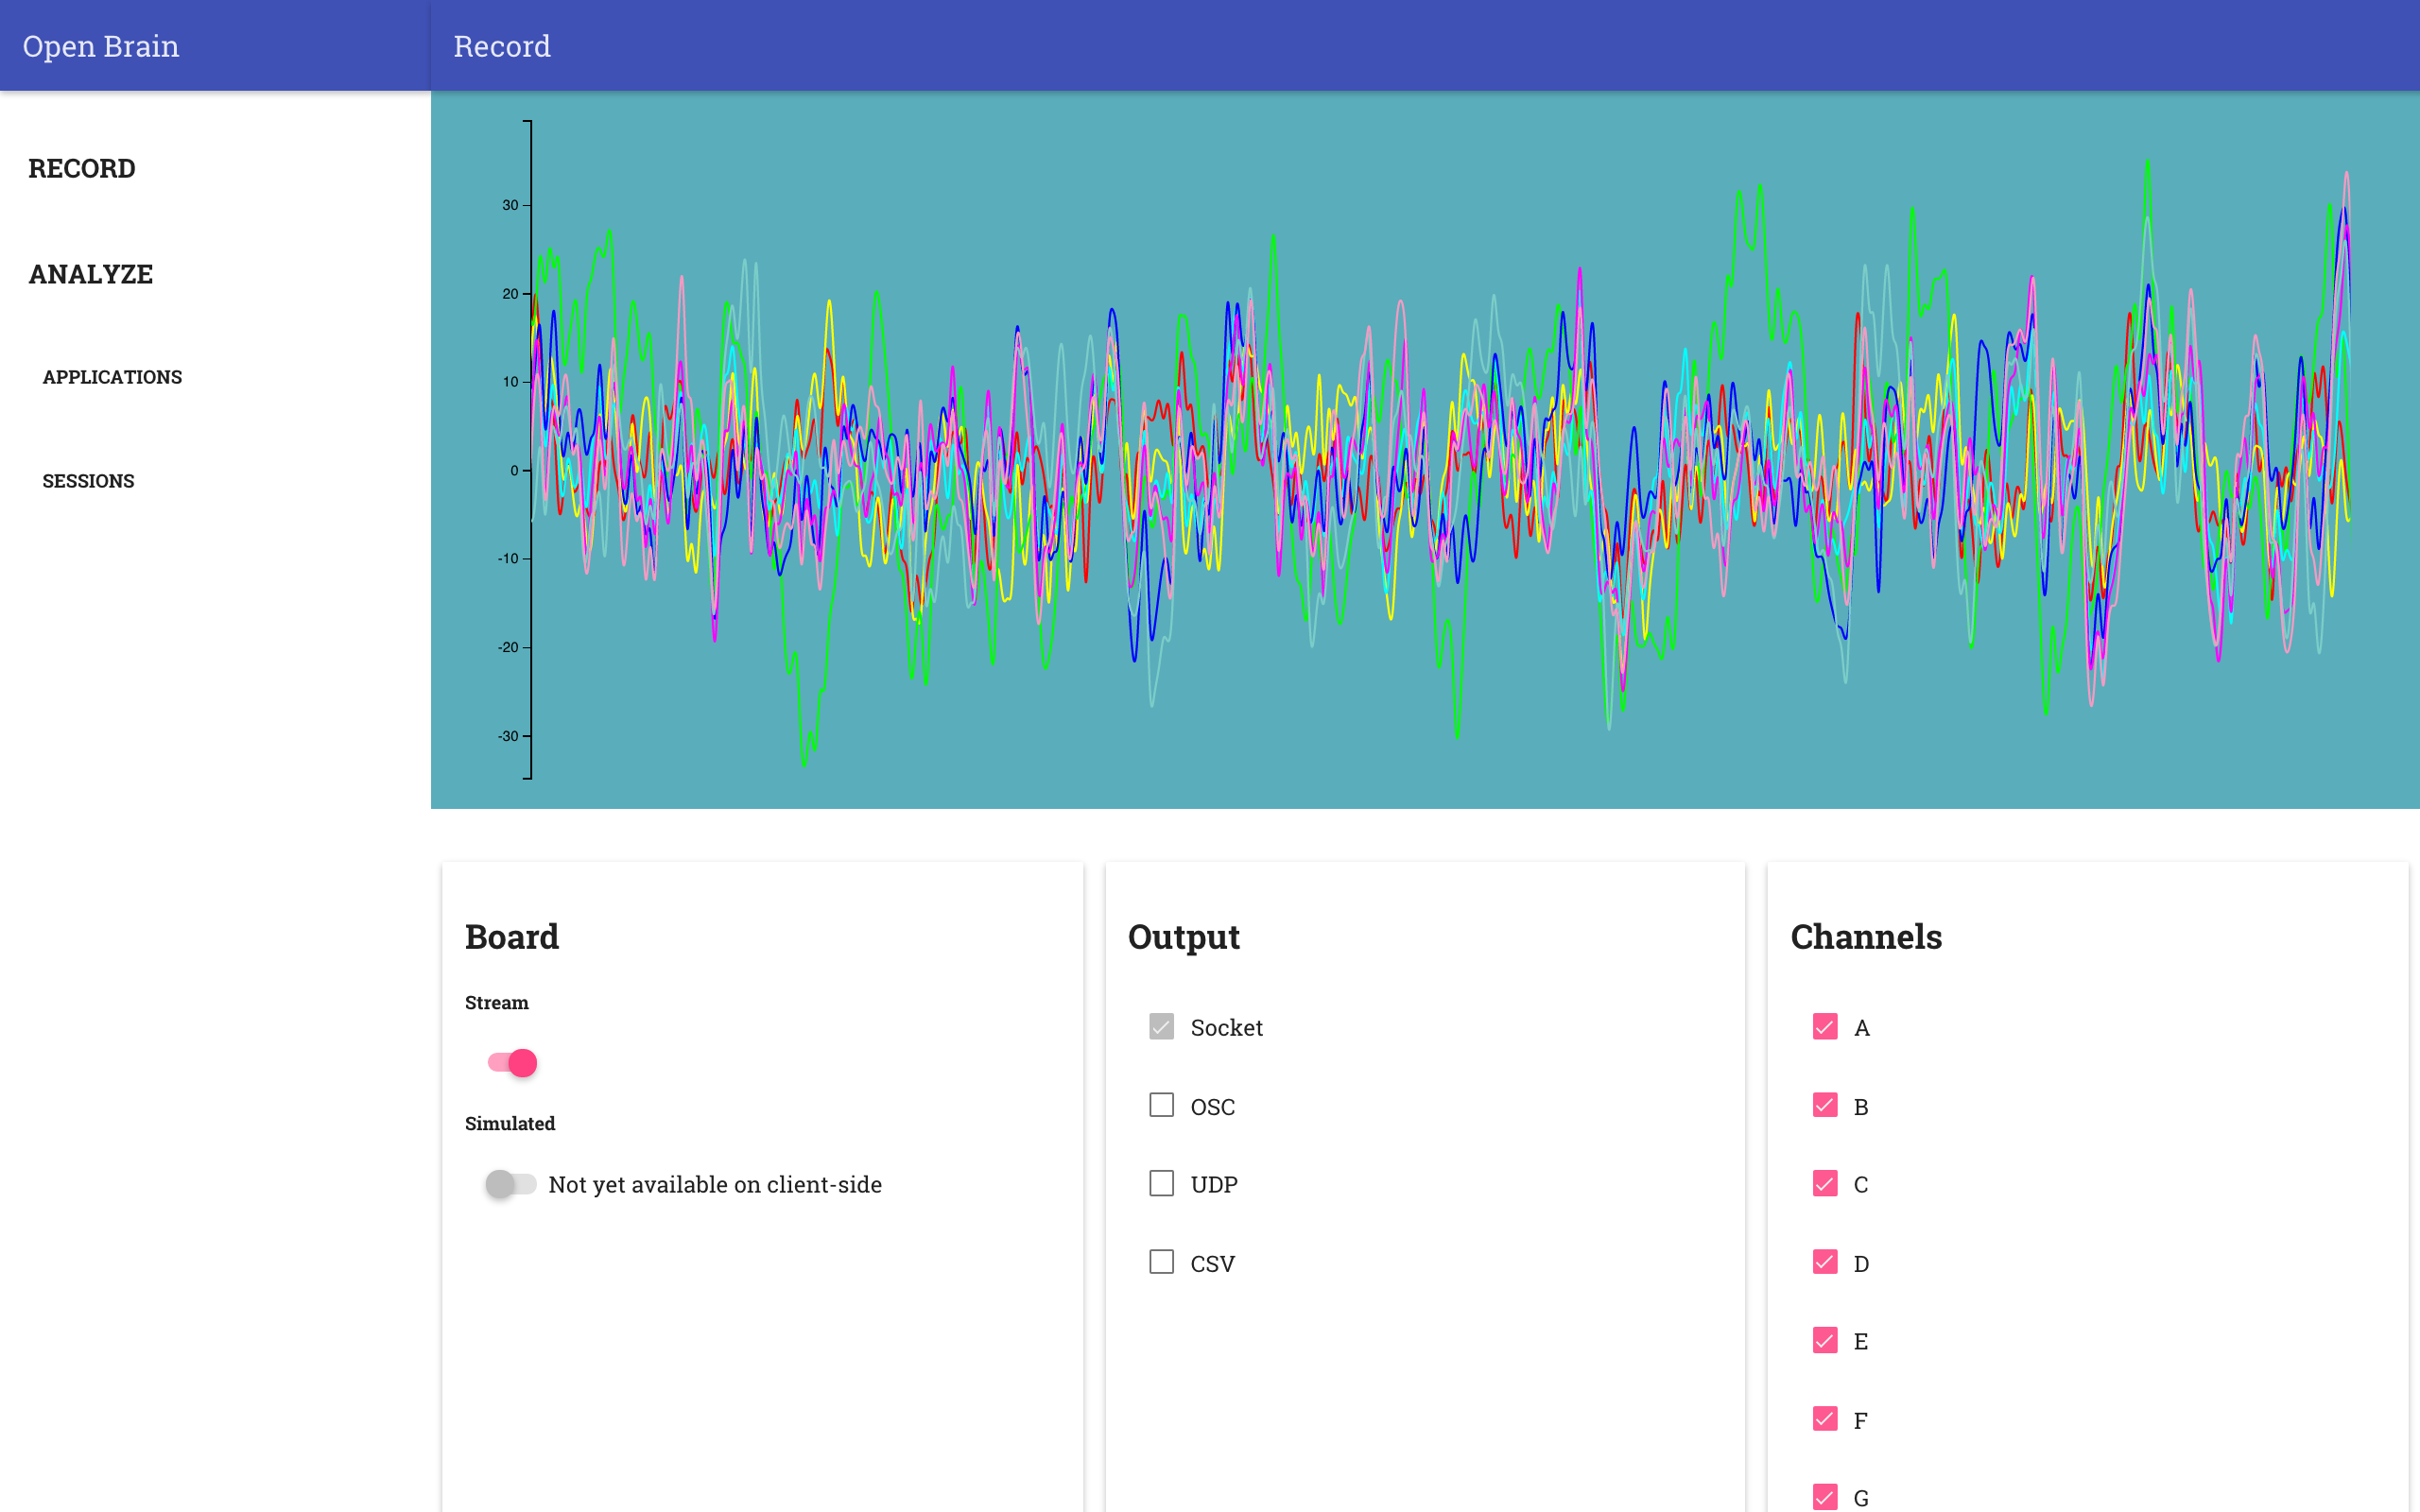 Open Brain
Record
RECORD
ANALYZE
APPLICATIONS
SESSIONS
30
20
10
0
-10
-20
-30
Board
Stream
Simulated
Not yet available on client-side
Output
Socket
OSC
UDP
CSV
Channels
A
B
C
D
E
F
G